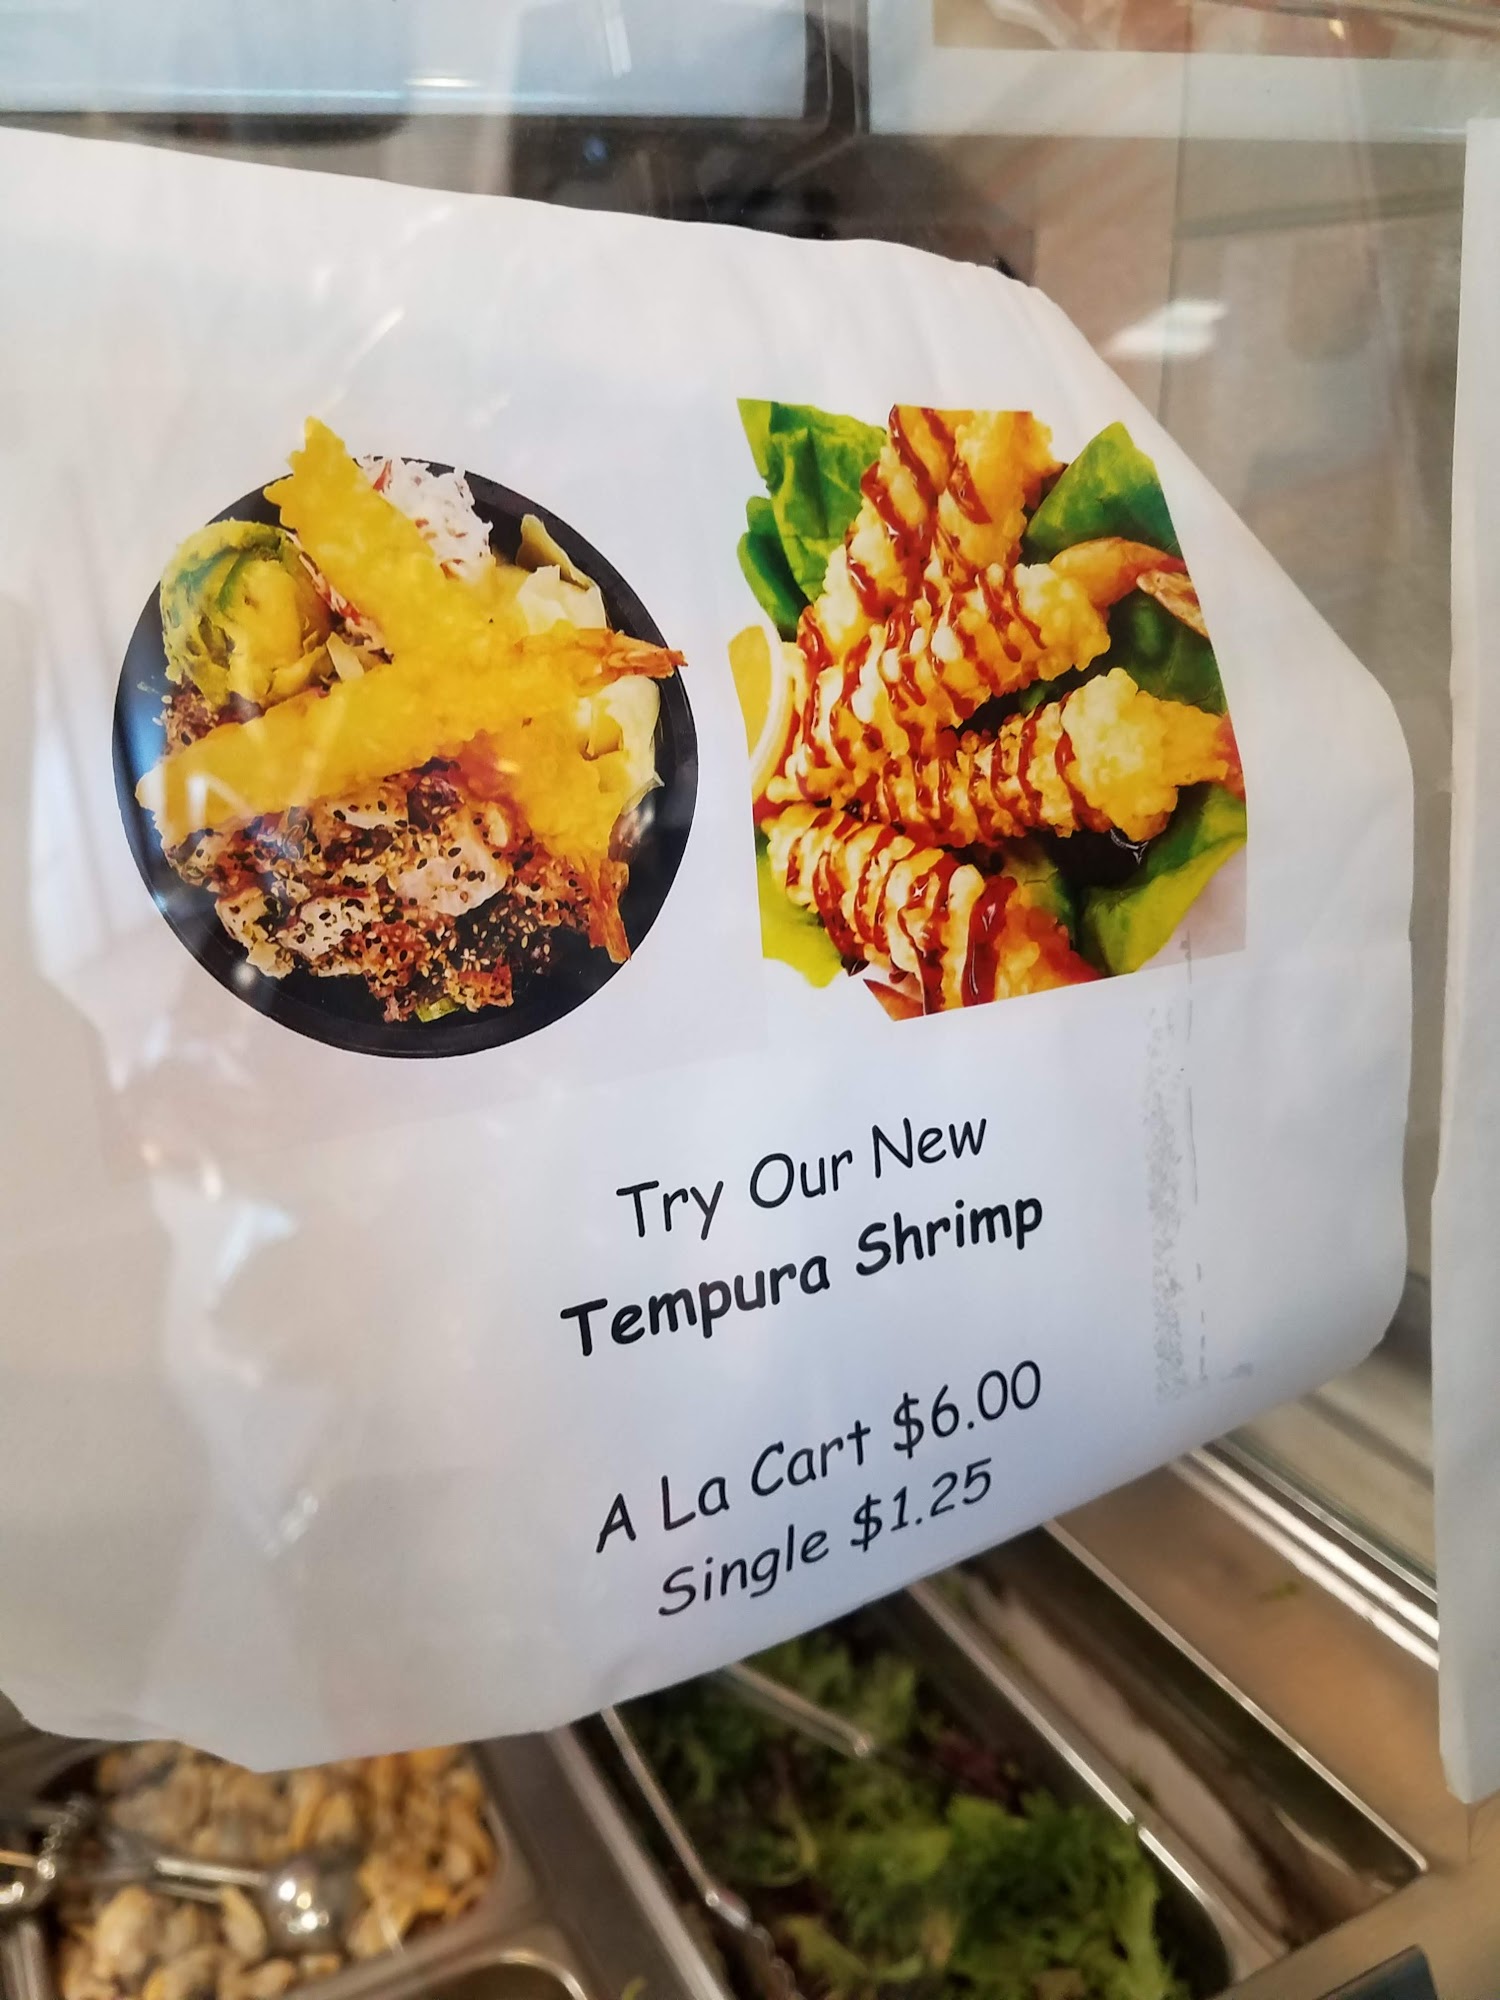 Try Our New
Tempura Shrimp
A La Cart $6.00
Single $1.25